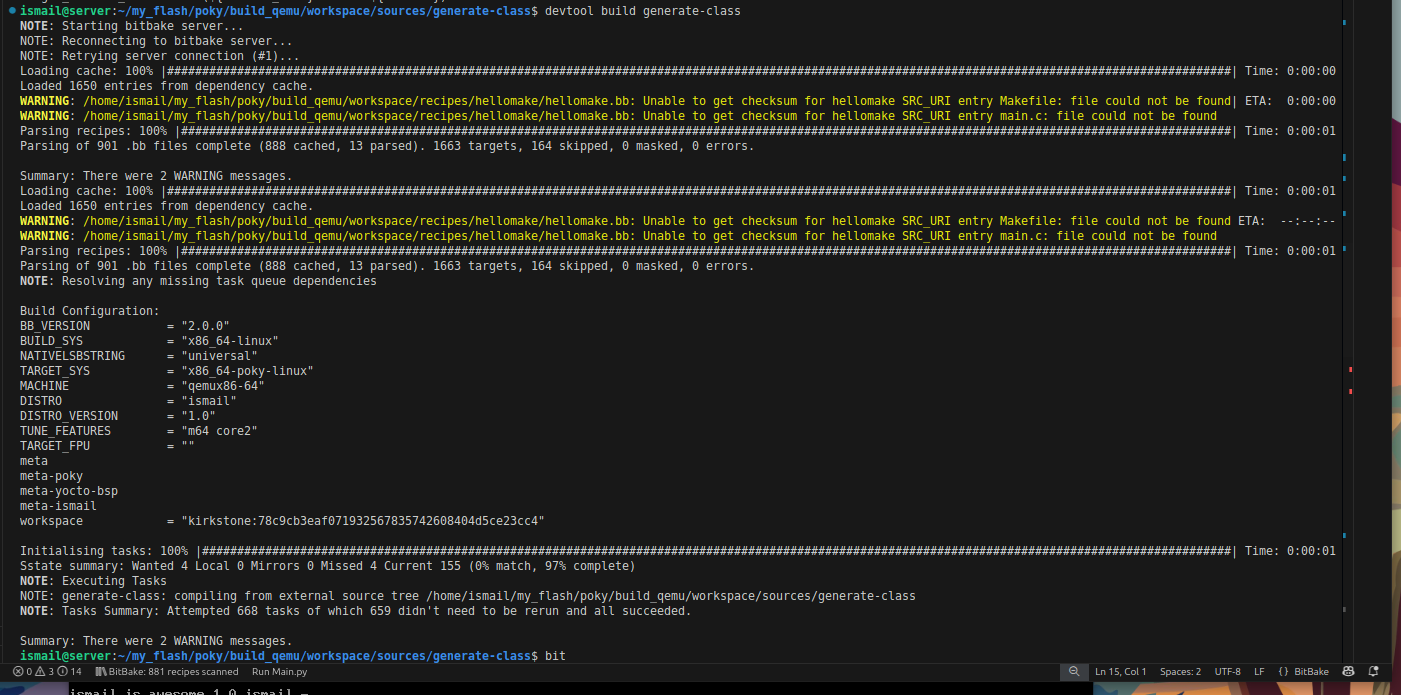 ismail@server:~/my_flash/poky/build_qemu/workspace/sources/generate-class$ devtool build generate-class
NOTE: Starting bitbake server...
NOTE: Reconnecting to bitbake server...
NOTE: Retrying server connection (#1)...
Loading cache: 100% |##########################################################################################################################################################| Time: 0:00:00
Loaded 1650 entries from dependency cache.
WARNING: /home/ismail/my_flash/poky/build_qemu/workspace/recipes/hellomake/hellomake.bb: Unable to get checksum for hellomake SRC_URI entry Makefile: file could not be found| ETA:  0:00:00
WARNING: /home/ismail/my_flash/poky/build_qemu/workspace/recipes/hellomake/hellomake.bb: Unable to get checksum for hellomake SRC_URI entry main.c: file could not be found
Parsing recipes: 100% |########################################################################################################################################################| Time: 0:00:01
Parsing of 901 .bb files complete (888 cached, 13 parsed). 1663 targets, 164 skipped, 0 masked, 0 errors.
Summary: There were 2 WARNING messages.
Loading cache: 100% |##########################################################################################################################################################| Time: 0:00:01
Loaded 1650 entries from dependency cache.
WARNING: /home/ismail/my_flash/poky/build_qemu/workspace/recipes/hellomake/hellomake.bb: Unable to get checksum for hellomake SRC_URI entry Makefile: file could not be found ETA:  --:--:--
WARNING: /home/ismail/my_flash/poky/build_qemu/workspace/recipes/hellomake/hellomake.bb: Unable to get checksum for hellomake SRC_URI entry main.c: file could not be found
Parsing recipes: 100% |########################################################################################################################################################| Time: 0:00:01
Parsing of 901 .bb files complete (888 cached, 13 parsed). 1663 targets, 164 skipped, 0 masked, 0 errors.
NOTE: Resolving any missing task queue dependencies
Build Configuration:
BB_VERSION           = "2.0.0"
BUILD_SYS            = "x86_64-linux"
NATIVELSBSTRING      = "universal"
TARGET_SYS           = "x86_64-poky-linux"
MACHINE              = "qemux86-64"
DISTRO               = "ismail"
DISTRO_VERSION       = "1.0"
TUNE_FEATURES        = "m64 core2"
TARGET_FPU           = ""
meta
meta-poky
meta-yocto-bsp
meta-ismail
workspace            = "kirkstone:78c9cb3eaf071932567835742608404d5ce23cc4"
Initialising tasks: 100% |#####################################################################################################################################################| Time: 0:00:01
Sstate summary: Wanted 4 Local 0 Mirrors 0 Missed 4 Current 155 (0% match, 97% complete)
NOTE: Executing Tasks
NOTE: generate-class: compiling from external source tree /home/ismail/my_flash/poky/build_qemu/workspace/sources/generate-class
NOTE: Tasks Summary: Attempted 668 tasks of which 659 didn't need to be rerun and all succeeded.
Summary: There were 2 WARNING messages.
ismail@server:~/my_flash/poky/build_qemu/workspace/sources/generate-class$ bit
0 3 14 BitBake: 881 recipes scanned Run Main.py Ln 15, Col 1 Spaces: 2 UTF-8 LF {} BitBake
ismail is awesome 1.0 ismail